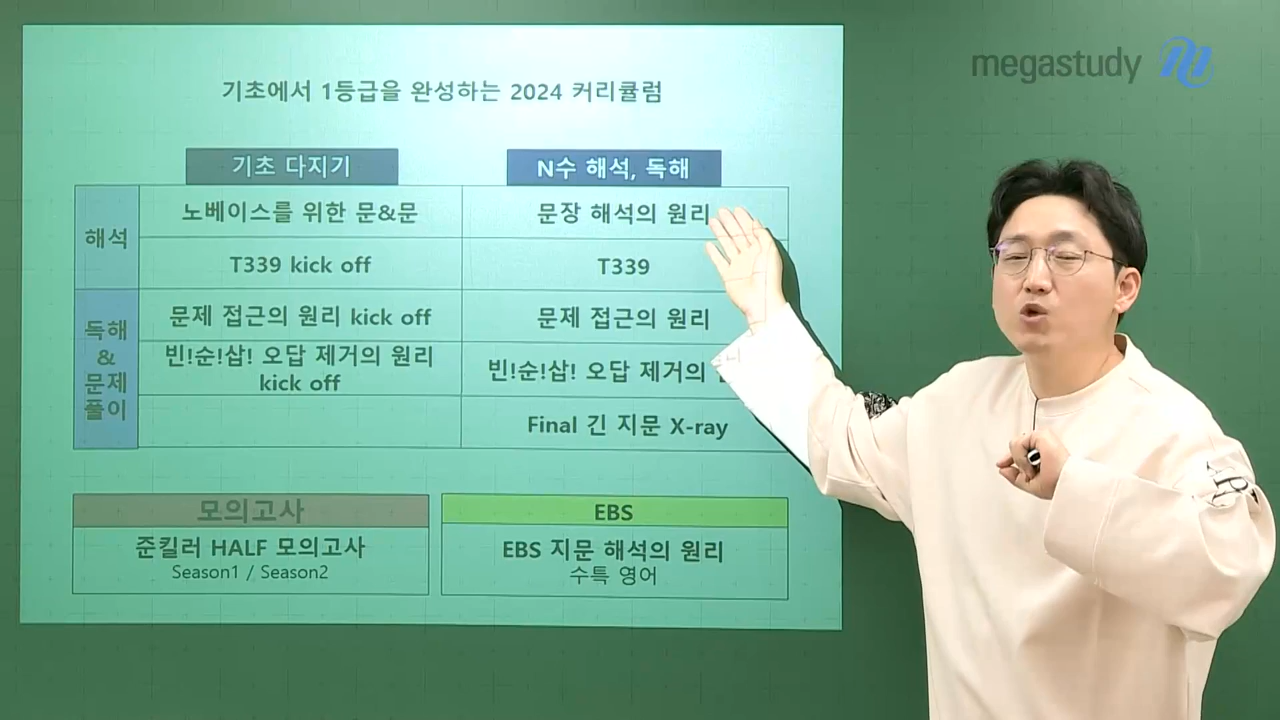 megastudy
기초에서 1등급을 완성하는 2024 커리큘럼
기초 다지기
N수 해석, 독해
해석
노베이스를 위한 문&문
문장 해석의 원리
T339 kick off
T339
독해
&
문제
풀이
문제 접근의 원리 kick off
문제 접근의 원리
빈!순!삽! 오답 제거의 원리
kick off
빈!순!삽! 오답 제거의
Final 긴 지문 X-ray
모의고사
준킬러 HALF 모의고사
Season1 / Season2
EBS
EBS 지문 해석의 원리
수특 영어